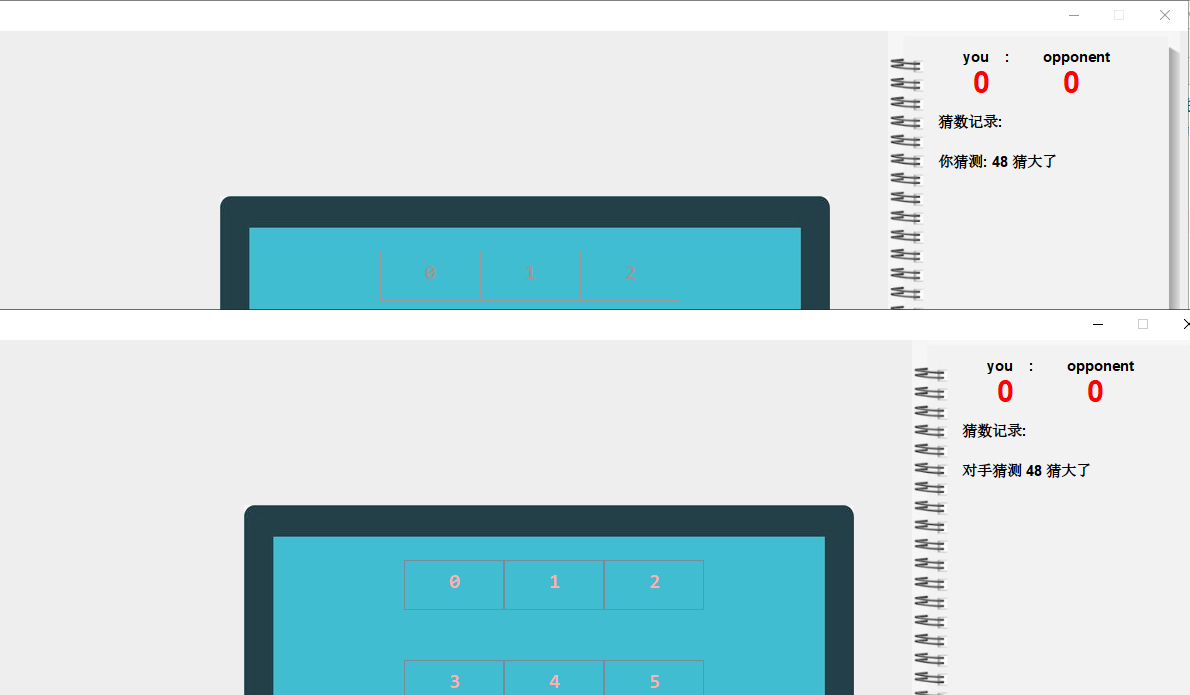 you : opponent
0 0
猜数记录:
你猜测: 48 猜大了
0 1 2
you : opponent
0 0
猜数记录:
对手猜测 48 猜大了
0 1 2
3 4 5